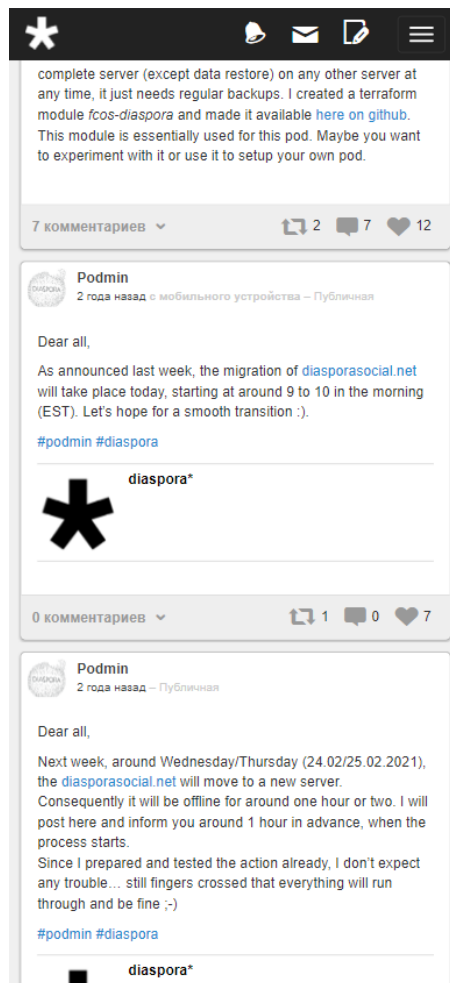 complete server (except data restore) on any other server at
any time, it just needs regular backups. I created a terraform
module fcos-diaspora and made it available here on github.
This module is essentially used for this pod. Maybe you want
to experiment with it or use it to setup your own pod.
7 комментариев 2 7 12
Podmin
2 года назад с мобильного устройства – Публичная
Dear all,
As announced last week, the migration of diasporasocial.net
will take place today, starting at around 9 to 10 in the morning
(EST). Let's hope for a smooth transition :).
#podmin #diaspora
diaspora*
0 комментариев 1 0 7
Podmin
2 года назад – Публичная
Dear all,
Next week, around Wednesday/Thursday (24.02/25.02.2021),
the diasporasocial.net will move to a new server.
Consequently it will be offline for around one hour or two. I will
post here and inform you around 1 hour in advance, when the
process starts.
Since I prepared and tested the action already, I don't expect
any trouble… still fingers crossed that everything will run
through and be fine ;-)
#podmin #diaspora
diaspora*